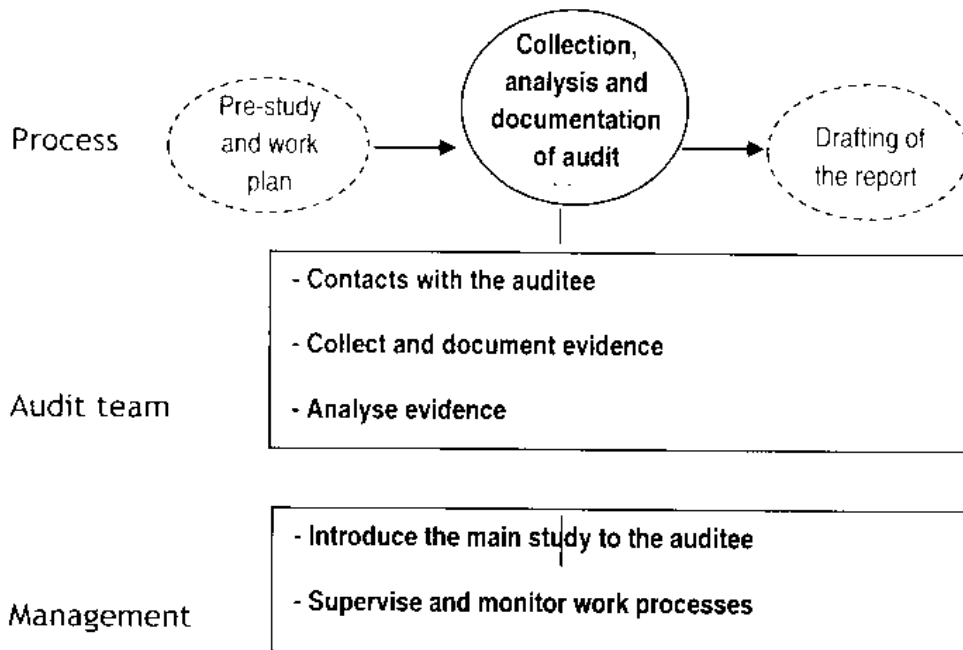 Process
Pre-study
and work
plan
Collection,
analysis and
documentation
of audit
Drafting of
the report
Audit team
- Contacts with the auditee
- Collect and document evidence
- Analyse evidence
Management
- Introduce the main study to the auditee
- Supervise and monitor work processes